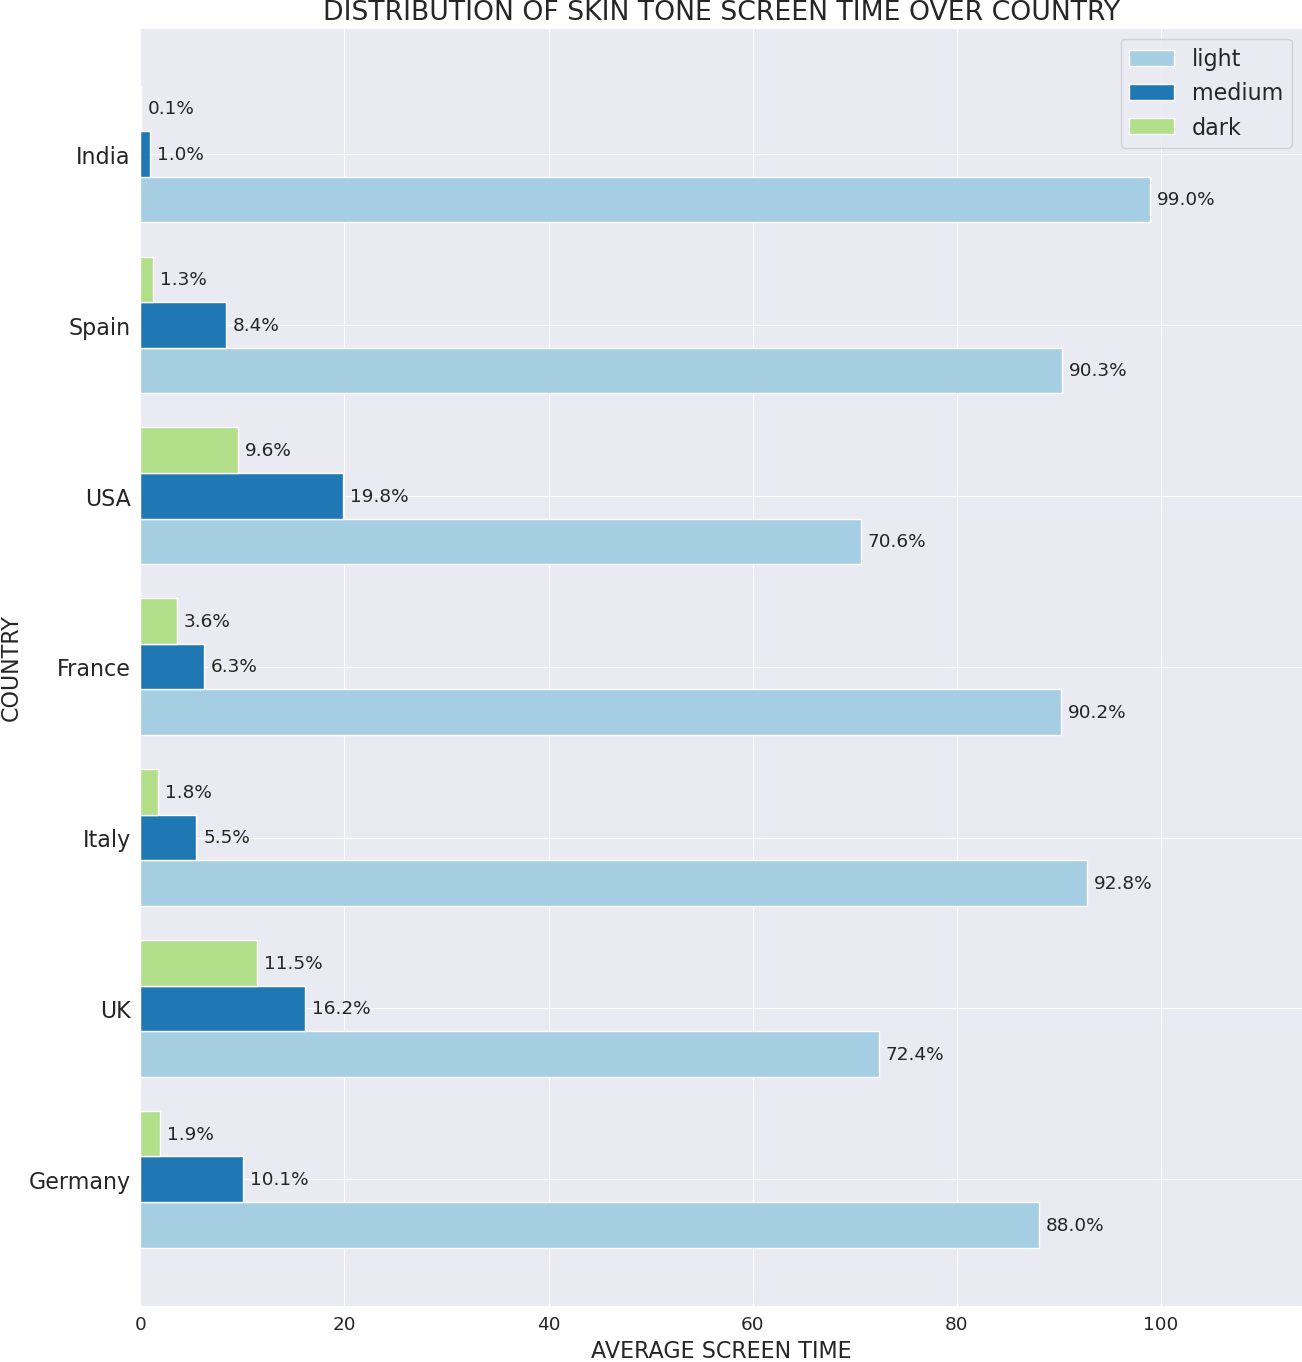 DISTRIBUTION OF SKIN TONE SCREEN TIME OVER COUNTRY
light
medium
dark
0.1%
India
1.0%
99.0%
1.3%
Spain
8.4%
90.3%
9.6%
USA
19.8%
70.6%
3.6%
France
6.3%
90.2%
1.8%
Italy
5.5%
92.8%
11.5%
UK
16.2%
72.4%
1.9%
Germany
10.1%
88.0%
COUNTRY
0 20 40 60 80 100
AVERAGE SCREEN TIME